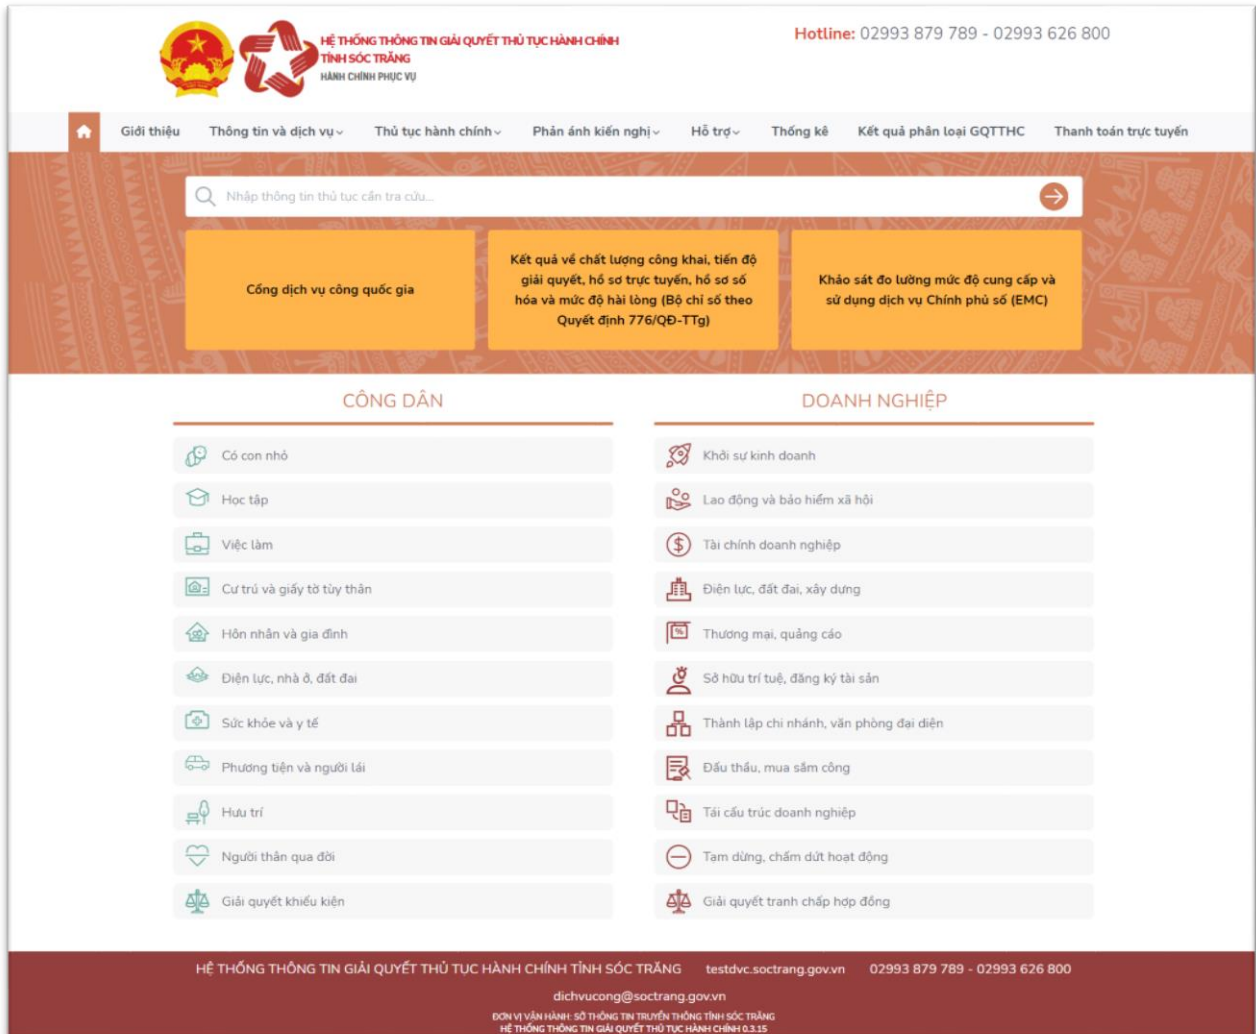 HỆ THỐNG THÔNG TIN GIẢI QUYẾT THỦ TỤC HÀNH CHÍNH
TỈNH SÓC TRĂNG
HÀNH CHÍNH PHỤC VỤ
Hotline: 02993 879 789 - 02993 626 800
Giới thiệu Thông tin và dịch vụ Thủ tục hành chính Phản ánh kiến nghị Hỗ trợ Thống kê Kết quả phân loại GQTTHC Thanh toán trực tuyến
Nhập thông tin thủ tục cần tra cứu...
Cổng dịch vụ công quốc gia
Kết quả về chất lượng công khai, tiến độ
giải quyết, hồ sơ trực tuyến, hồ sơ số
hóa và mức độ hài lòng (Bộ chỉ số theo
Quyết định 776/QĐ-TTg)
Khảo sát đo lường mức độ cung cấp và
sử dụng dịch vụ Chính phủ số (EMC)
CÔNG DÂN
Có con nhỏ
Học tập
Việc làm
Cư trú và giấy tờ tùy thân
Hôn nhân và gia đình
Điện lực, nhà ở, đất đai
Sức khỏe và y tế
Phương tiện và người lái
Hưu trí
Người thân qua đời
Giải quyết khiếu kiện
DOANH NGHIỆP
Khởi sự kinh doanh
Lao động và bảo hiểm xã hội
Tài chính doanh nghiệp
Điện lực, đất đai, xây dựng
Thương mại, quảng cáo
Sở hữu trí tuệ, đăng ký tài sản
Thành lập chi nhánh, văn phòng đại diện
Đấu thầu, mua sắm công
Tái cấu trúc doanh nghiệp
Tạm dừng, chấm dứt hoạt động
Giải quyết tranh chấp hợp đồng
HỆ THỐNG THÔNG TIN GIẢI QUYẾT THỦ TỤC HÀNH CHÍNH TỈNH SÓC TRĂNG testdvc.soctrang.gov.vn 02993 879 789 - 02993 626 800
dichvucong@soctrang.gov.vn
ĐƠN VỊ VẬN HÀNH: SỞ THÔNG TIN TRUYỀN THÔNG TỈNH SÓC TRĂNG
HỆ THỐNG THÔNG TIN GIẢI QUYẾT THỦ TỤC HÀNH CHÍNH 0.3.15